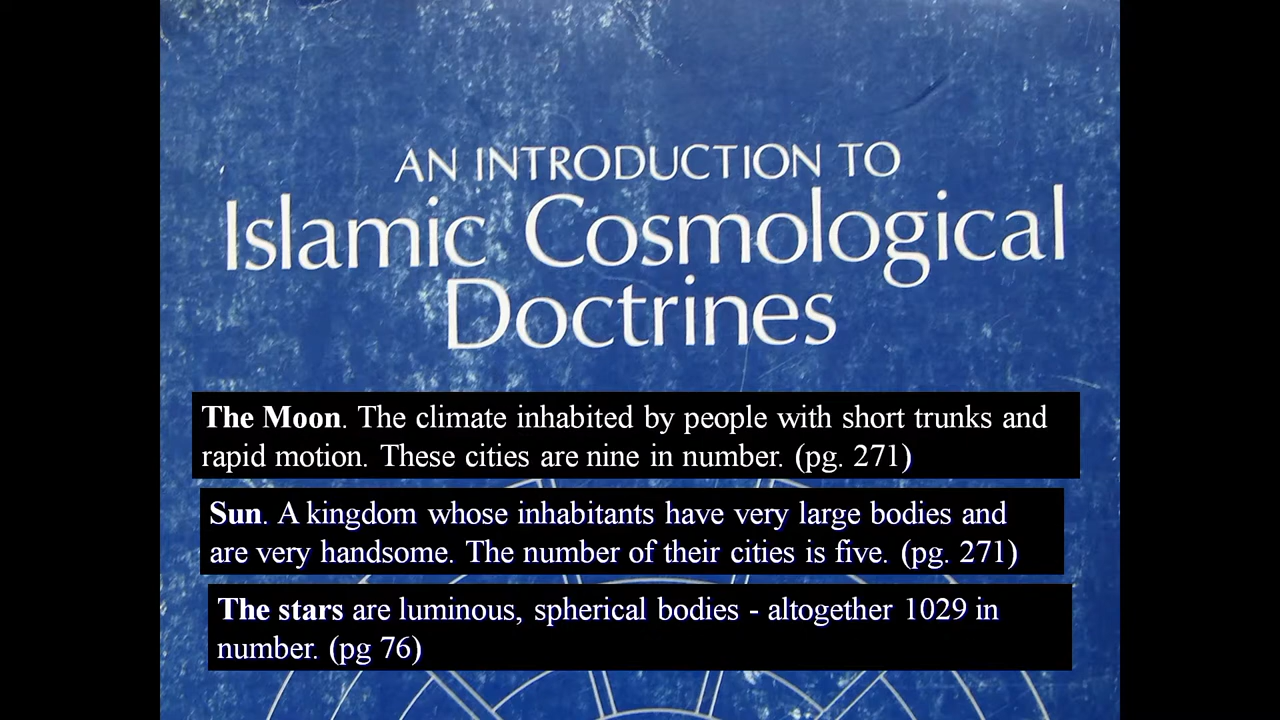 AN INTRODUCTION TO
Islamic Cosmological
Doctrines
The Moon. The climate inhabited by people with short trunks and
rapid motion. These cities are nine in number. (pg. 271)
Sun. A kingdom whose inhabitants have very large bodies and
are very handsome. The number of their cities is five. (pg. 271)
The stars are luminous, spherical bodies - altogether 1029 in
number. (pg 76)